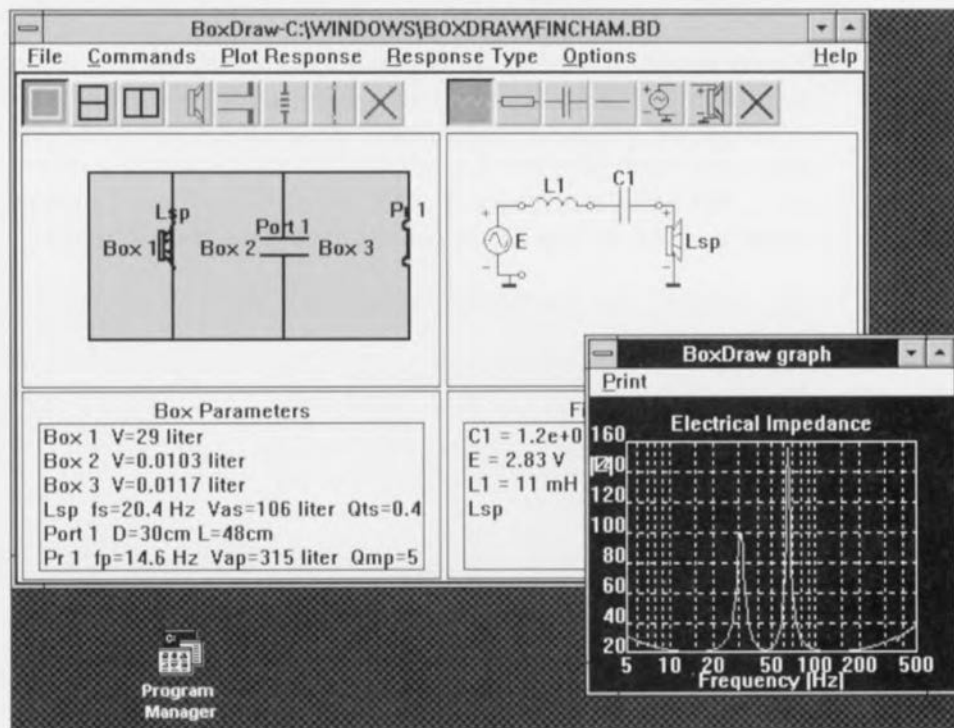 BoxDraw-C:\WINDOWS\BOXDRAW\FINCHAM.BD
File Commands Plot Response Response Type Options Help
Lsp
Port 1
Pr 1
Box 1 Box 2 Box 3
L1 C1
E
Lsp
Box Parameters
Box 1 V=29 liter
Box 2 V=0.0103 liter
Box 3 V=0.0117 liter
Lsp fs=20.4 Hz Vas=106 liter Qts=0.4
Port 1 D=30cm L=48cm
Pr 1 fp=14.6 Hz Vap=315 liter Qmp=5
Fi
C1 = 1.2e+0
E = 2.83 V
L1 = 11 mH
Lsp
BoxDraw graph
Print
Electrical Impedance
160
140
120
100
80
60
40
20
5 10 20 50 100 200 500
Frequency [Hz]
Program
Manager